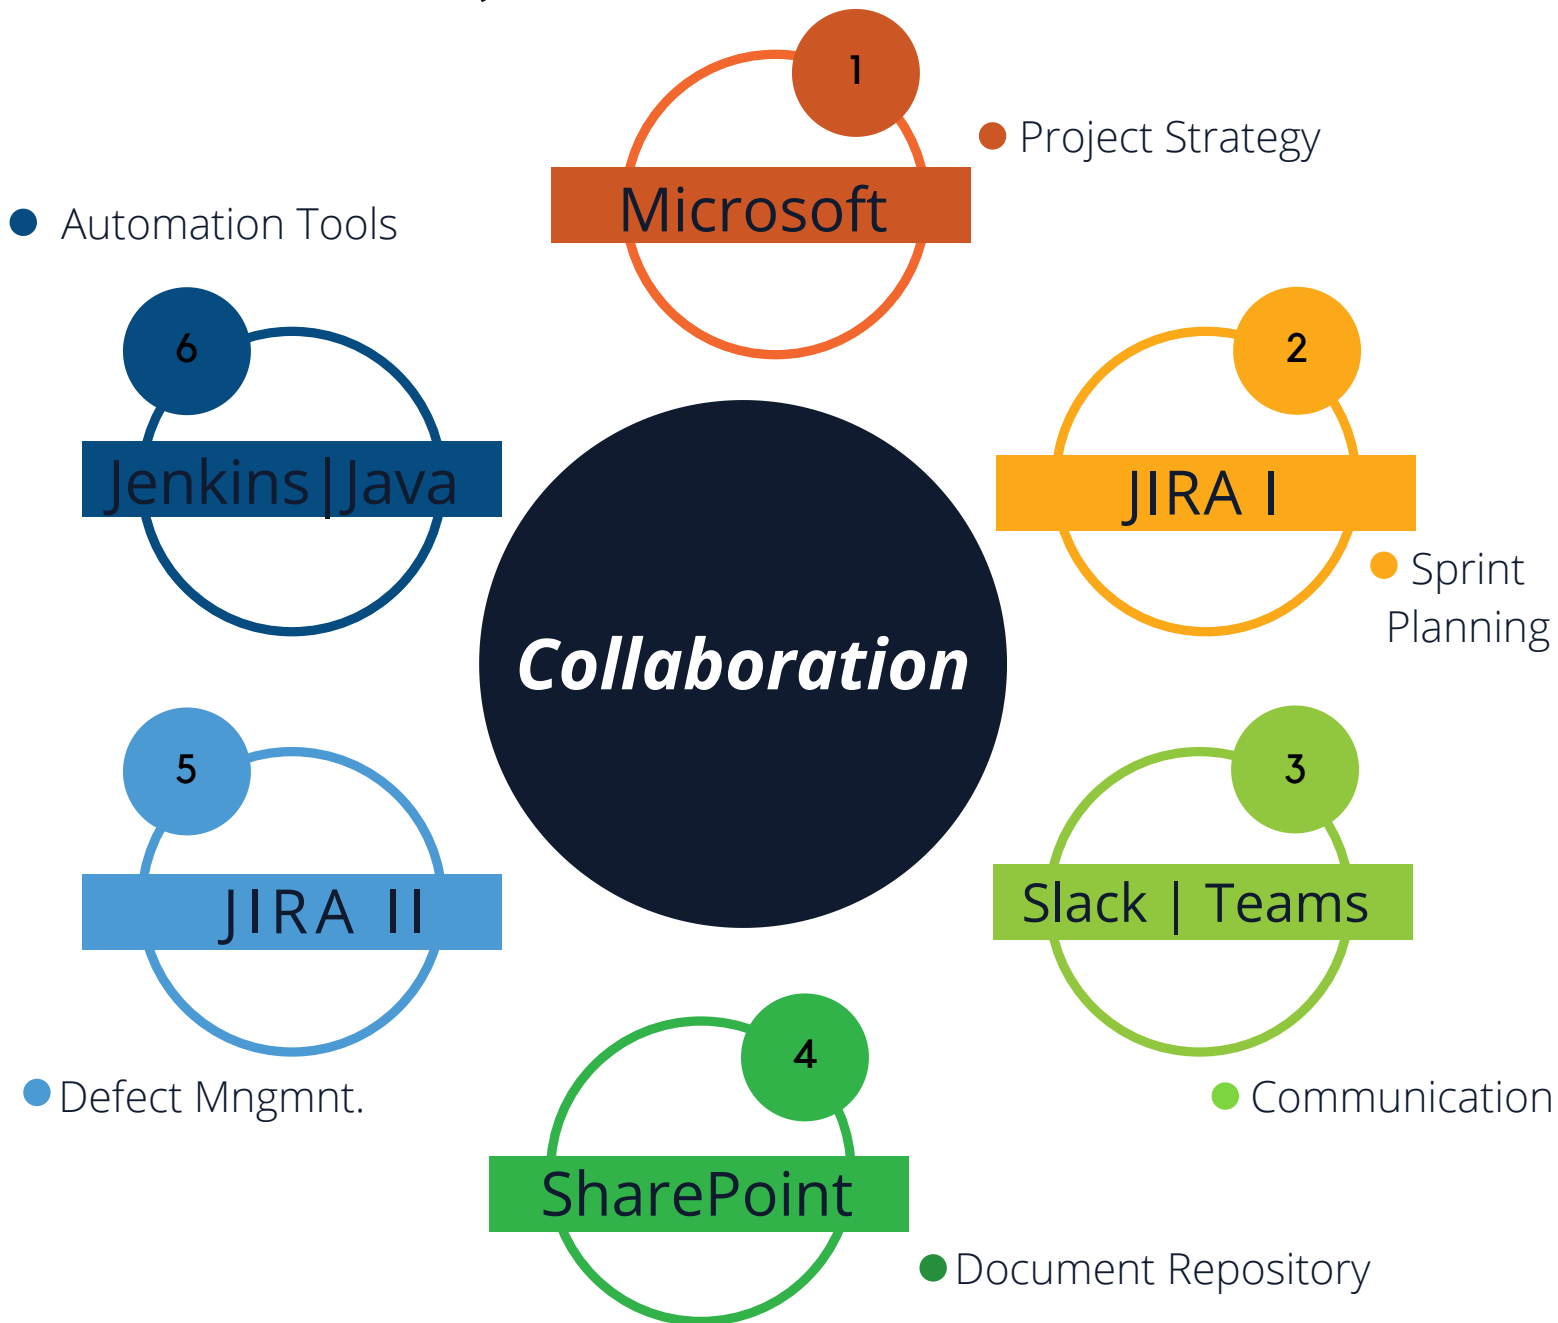 1
Project Strategy
Microsoft
Automation Tools
6
Jenkins|Java
2
JIRA I
Sprint
Planning
Collaboration
5
JIRA II
Defect Mngmnt.
3
Slack | Teams
Communication
4
SharePoint
Document Repository